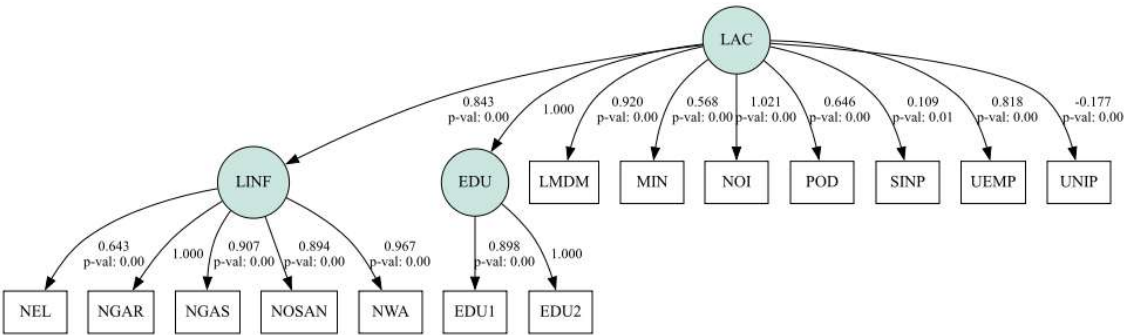 LAC
0.843
p-val: 0.00
1.000
0.920
p-val: 0.00
0.568
p-val: 0.00
1.021
p-val: 0.00
0.646
p-val: 0.00
0.109
p-val: 0.01
0.818
p-val: 0.00
-0.177
p-val: 0.00
LINF
EDU
LMDM
MIN
NOI
POD
SINP
UEMP
UNIP
0.643
p-val: 0.00
1.000
0.907
p-val: 0.00
0.894
p-val: 0.00
0.967
p-val: 0.00
0.898
p-val: 0.00
1.000
NEL
NGAR
NGAS
NOSAN
NWA
EDU1
EDU2